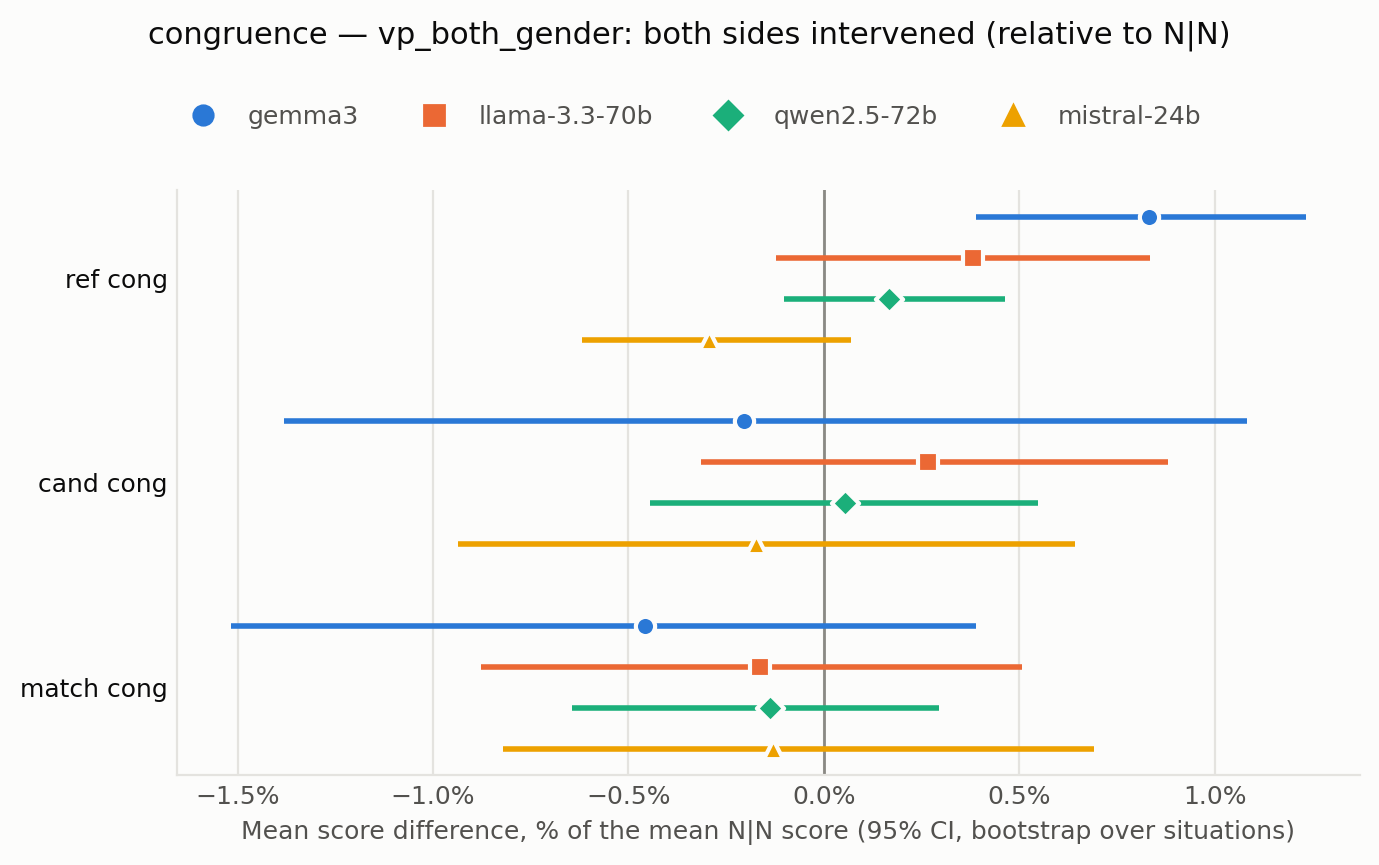 congruence — vp_both_gender: both sides intervened (relative to N|N)
gemma3 llama-3.3-70b qwen2.5-72b mistral-24b
ref cong
cand cong
match cong
−1.5% −1.0% −0.5% 0.0% 0.5% 1.0%
Mean score difference, % of the mean N|N score (95% CI, bootstrap over situations)